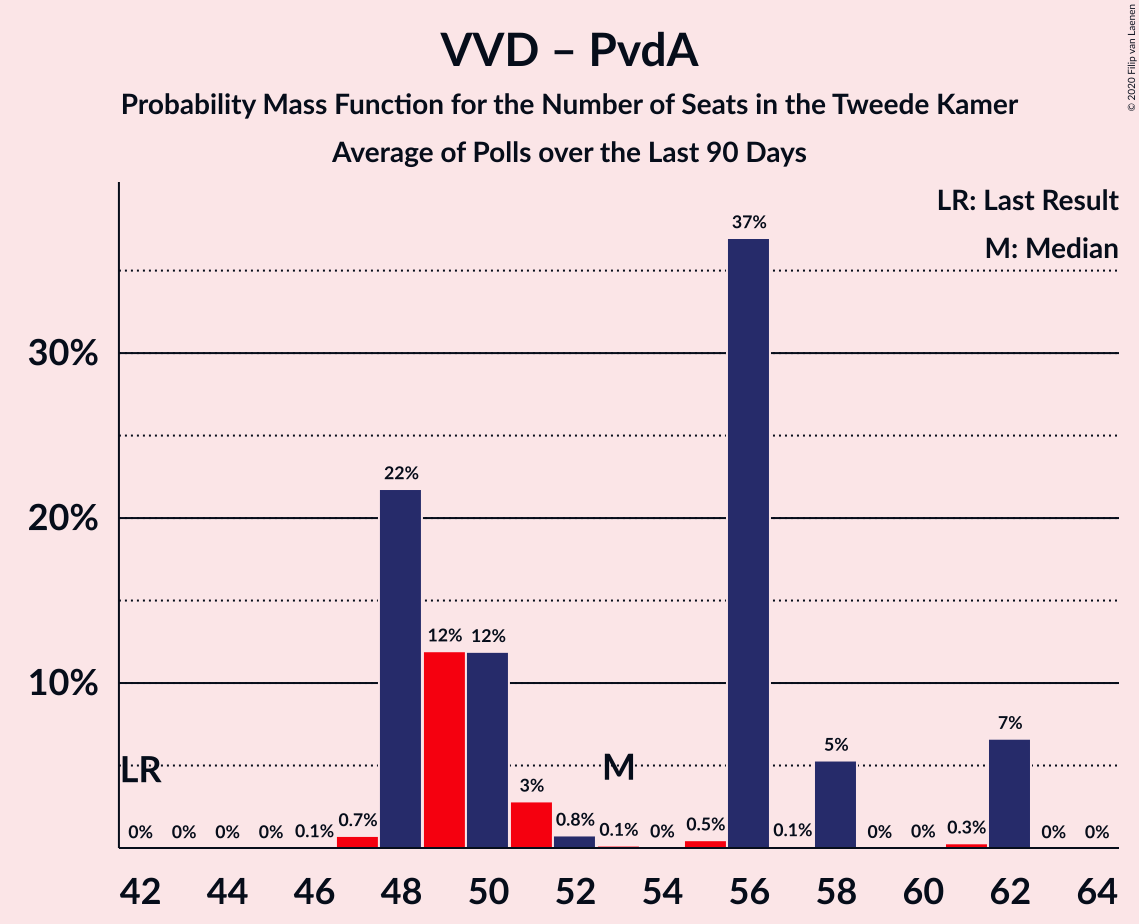 VVD – PvdA
Probability Mass Function for the Number of Seats in the Tweede Kamer
Average of Polls over the Last 90 Days
© 2020 Filip van Laenen
LR: Last Result
M: Median
30%
20%
10%
LR
M
0% 0% 0% 0% 0.1% 0.7% 22% 12% 12% 3% 0.8% 0.1% 0% 0.5% 37% 0.1% 5% 0% 0% 0.3% 7% 0% 0%
42 44 46 48 50 52 54 56 58 60 62 64